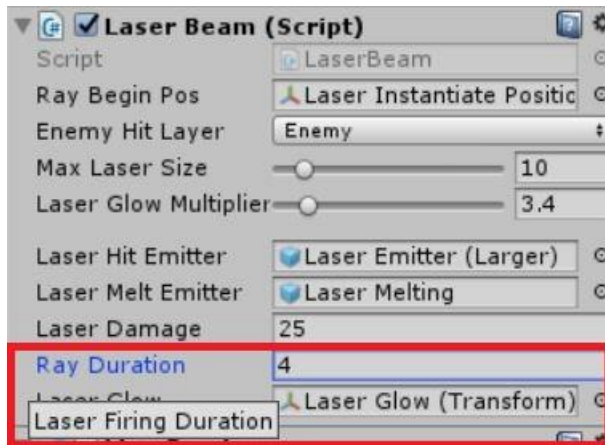 Laser Beam (Script)
Script LaserBeam
Ray Begin Pos Laser Instantiate Positic
Enemy Hit Layer Enemy
Max Laser Size 10
Laser Glow Multiplier 3.4
Laser Hit Emitter Laser Emitter (Larger)
Laser Melt Emitter Laser Melting
Laser Damage 25
Ray Duration 4
Laser Glow Laser Glow (Transform)
Laser Firing Duration